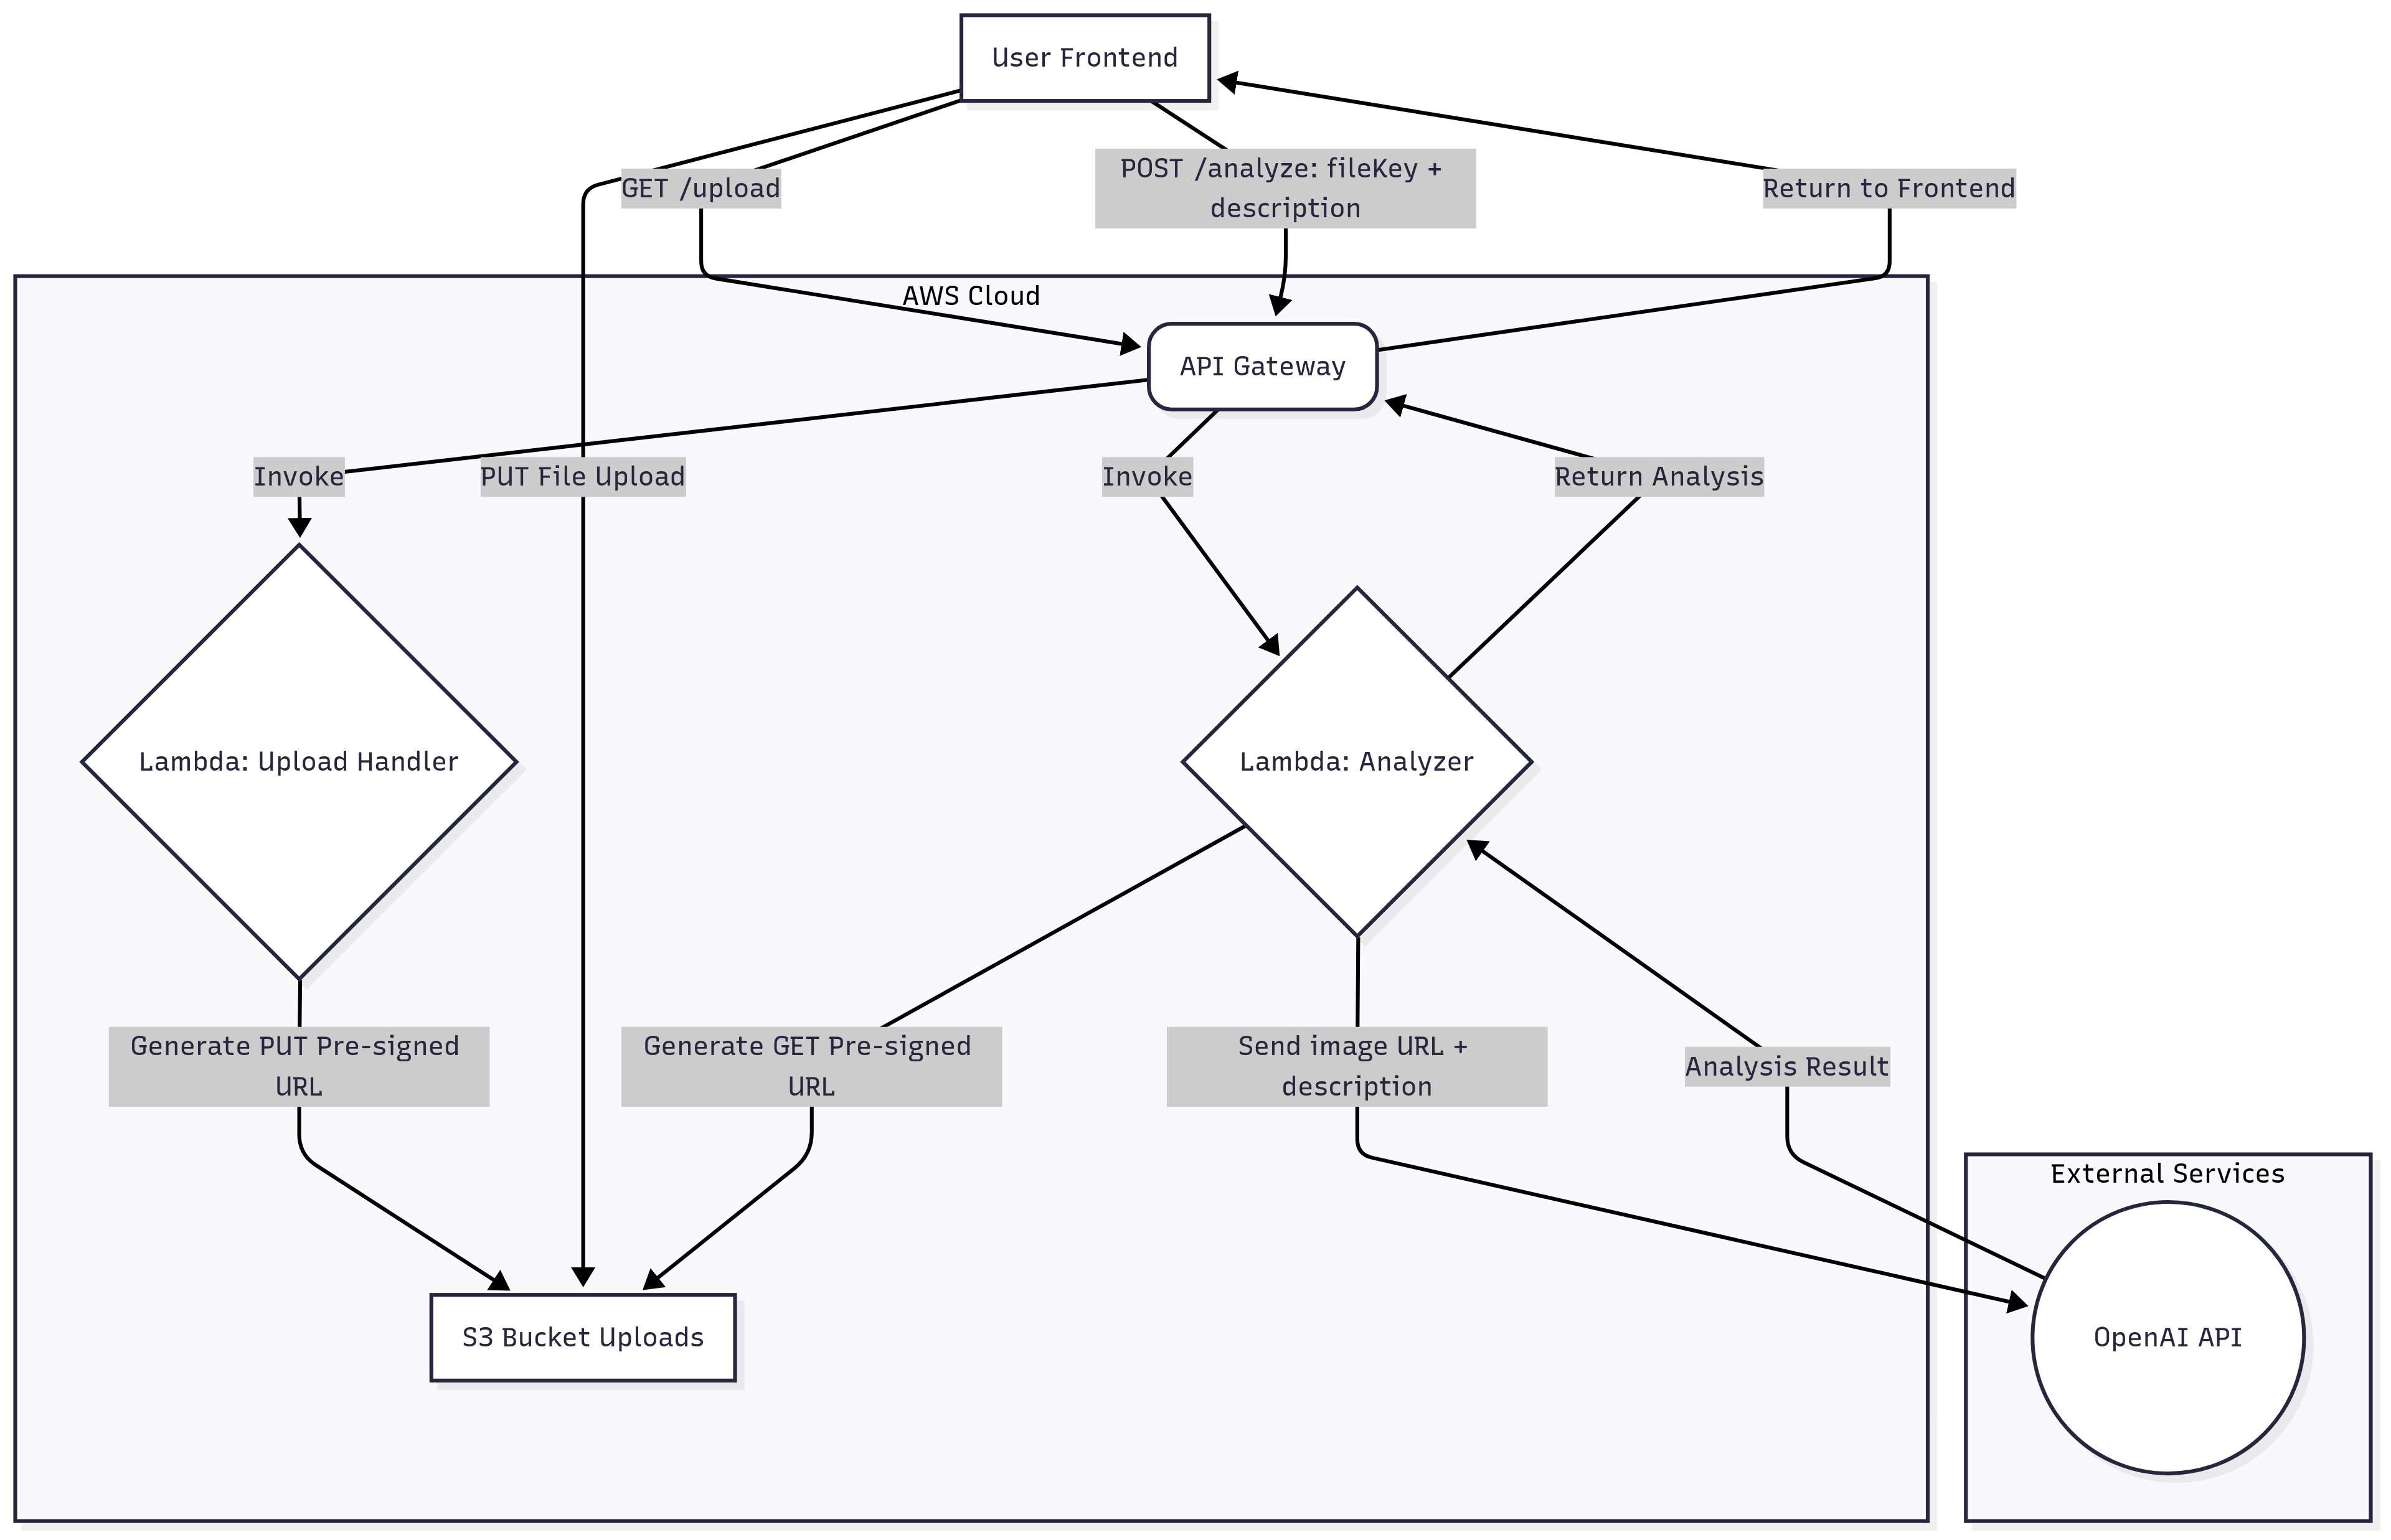 User Frontend
GET /upload
POST /analyze: fileKey +
description
Return to Frontend
AWS Cloud
API Gateway
Invoke
PUT File Upload
Invoke
Return Analysis
Lambda: Upload Handler
Lambda: Analyzer
Generate PUT Pre-signed
URL
Generate GET Pre-signed
URL
Send image URL +
description
Analysis Result
External Services
S3 Bucket Uploads
OpenAI API